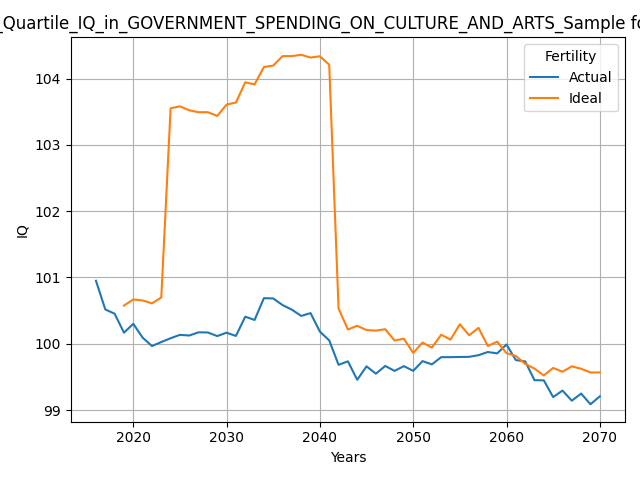 _Quartile_IQ_in_GOVERNMENT_SPENDING_ON_CULTURE_AND_ARTS_Sample fo
Fertility
Actual
Ideal
104
103
102
101
100
99
IQ
2020
2030
2040
2050
2060
2070
Years